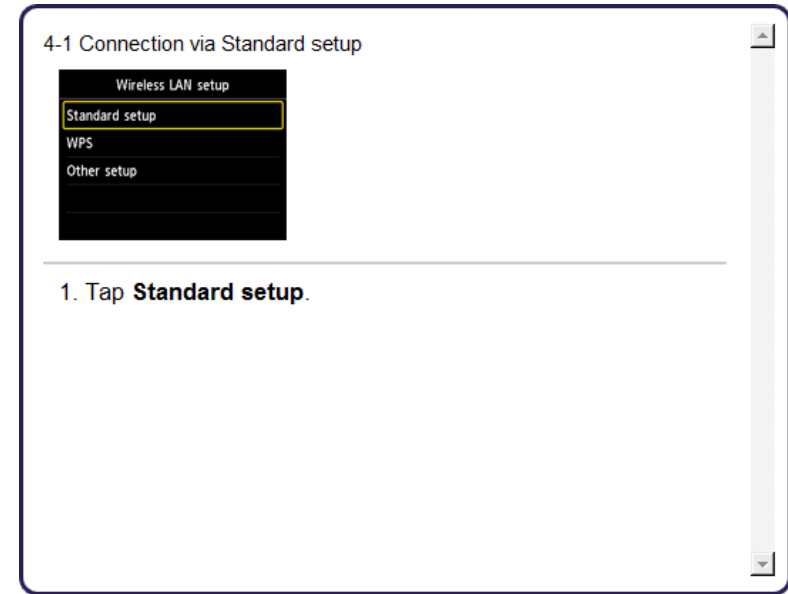 4-1 Connection via Standard setup
Wireless LAN setup
Standard setup
WPS
Other setup
1. Tap Standard setup.